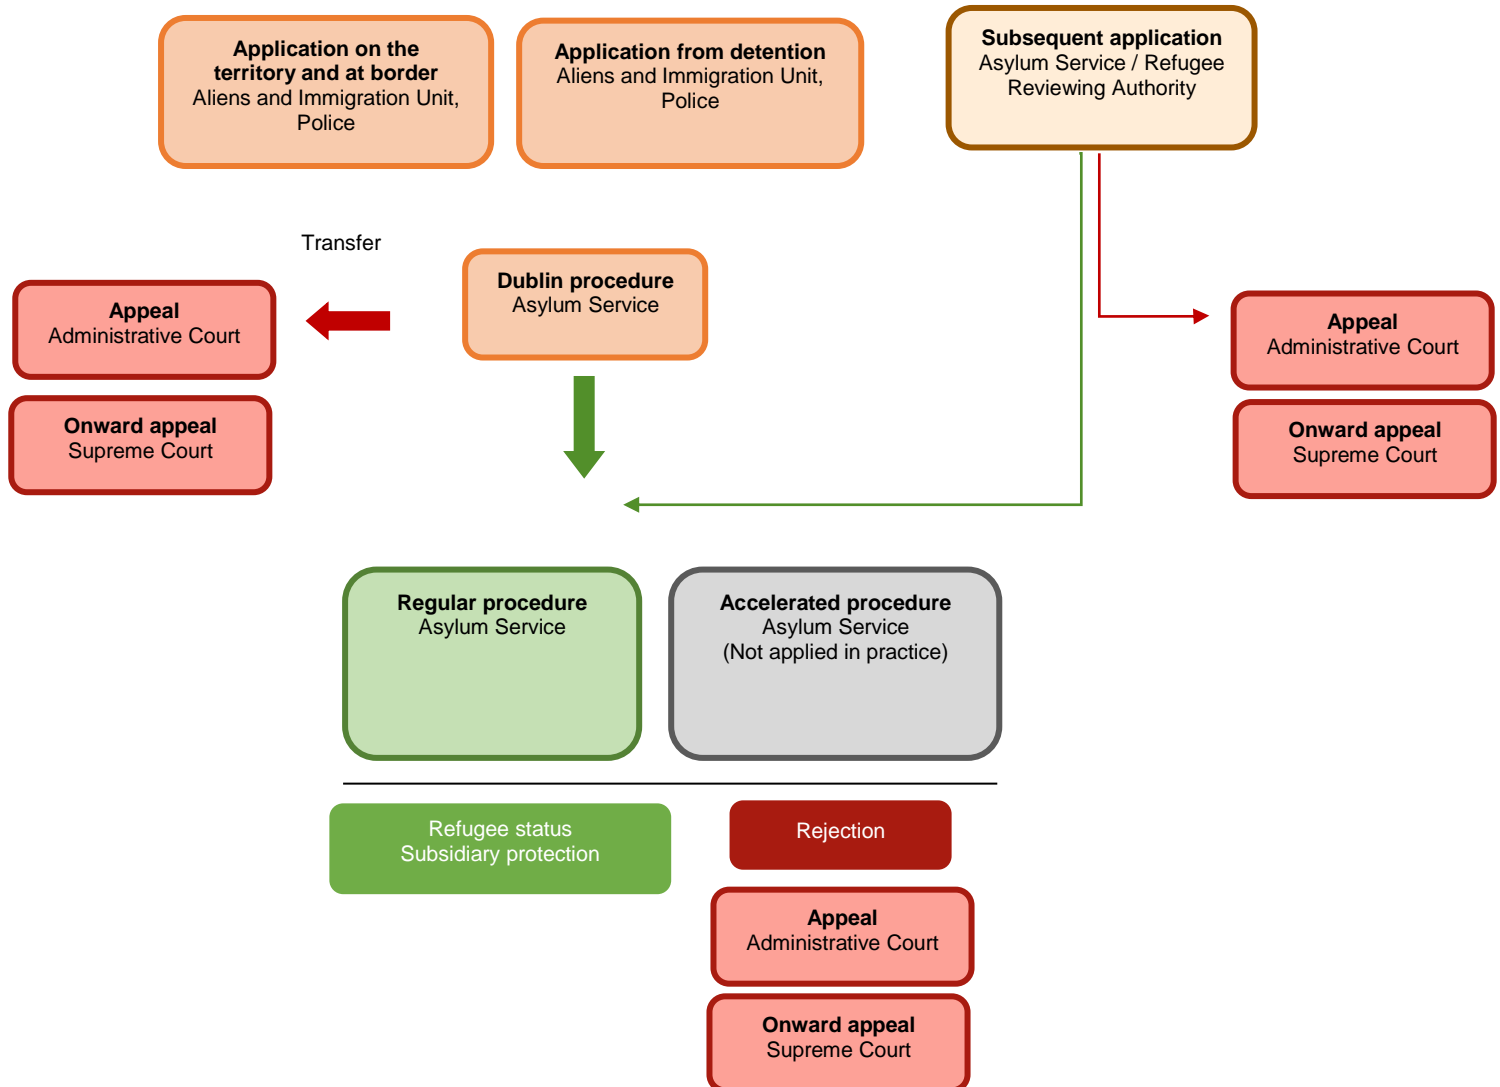 Application on the
territory and at border
Aliens and Immigration Unit,
Police
Application from detention
Aliens and Immigration Unit,
Police
Subsequent application
Asylum Service / Refugee
Reviewing Authority
Transfer
Dublin procedure
Asylum Service
Appeal
Administrative Court
Onward appeal
Supreme Court
Appeal
Administrative Court
Onward appeal
Supreme Court
Regular procedure
Asylum Service
Accelerated procedure
Asylum Service
(Not applied in practice)
Refugee status
Subsidiary protection
Rejection
Appeal
Administrative Court
Onward appeal
Supreme Court